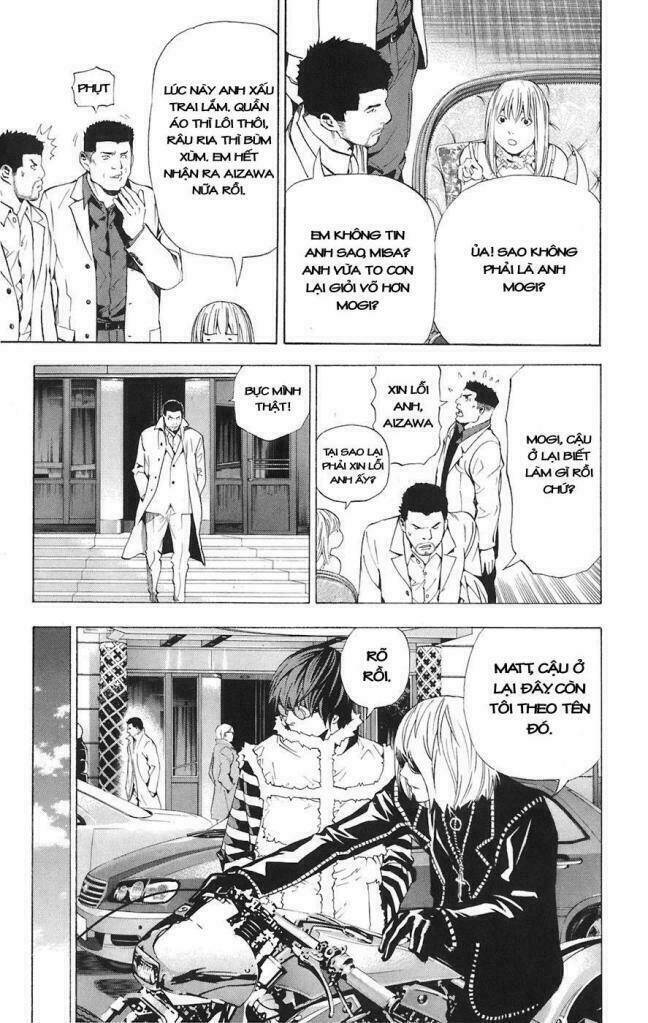 ỦA! SAO KHÔNG
PHẢI LÀ ANH
MOGI?
EM KHÔNG TIN
ANH SAO, MISA?
ANH VỪA TO CON
LẠI GIỎI VÕ HƠN
MOGI?
LÚC NÀY ANH XẤU
TRAI LẮM. QUẦN
ÁO THÌ LÔI THÔI,
RÂU RIA THÌ BÙM
XÙM. EM HẾT
NHẬN RA AIZAWA
NỮA RỒI.
PHỤT
MOGI, CẬU
Ở LẠI BIẾT
LÀM GÌ RỒI
CHỨ?
XIN LỖI
ANH,
AIZAWA
TẠI SAO LẠI
PHẢI XIN LỖI
ANH ẤY?
BỰC MÌNH
THẬT!
MATT, CẬU Ở
LẠI ĐÂY CÒN
TÔI THEO TÊN
ĐÓ.
RÕ
RỒI.